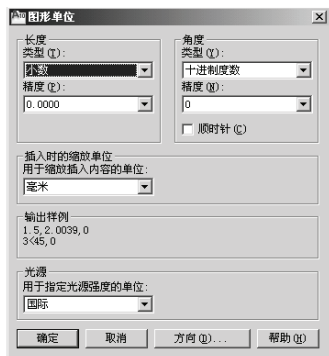 图形单位
长度
类型(T):
小数
精度(P):
0.0000
角度
类型(Y):
十进制度数
精度(N):
0
顺时针(C)
插入时的缩放单位
用于缩放插入内容的单位:
毫米
输出样例
1.5,2.0039,0
3<45,0
光源
用于指定光源强度的单位:
国际
确定
取消
方向(D)...
帮助(H)